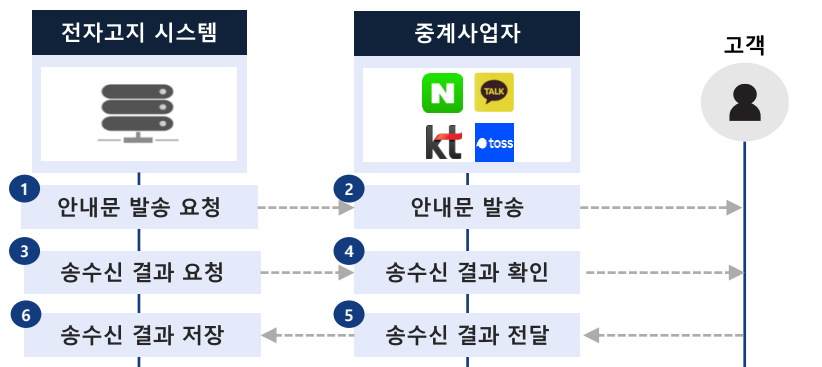 전자고지 시스템
중계사업자
고객
N
TALK
kt
toss
1
안내문 발송 요청
2
안내문 발송
3
송수신 결과 요청
4
송수신 결과 확인
6
송수신 결과 저장
5
송수신 결과 전달